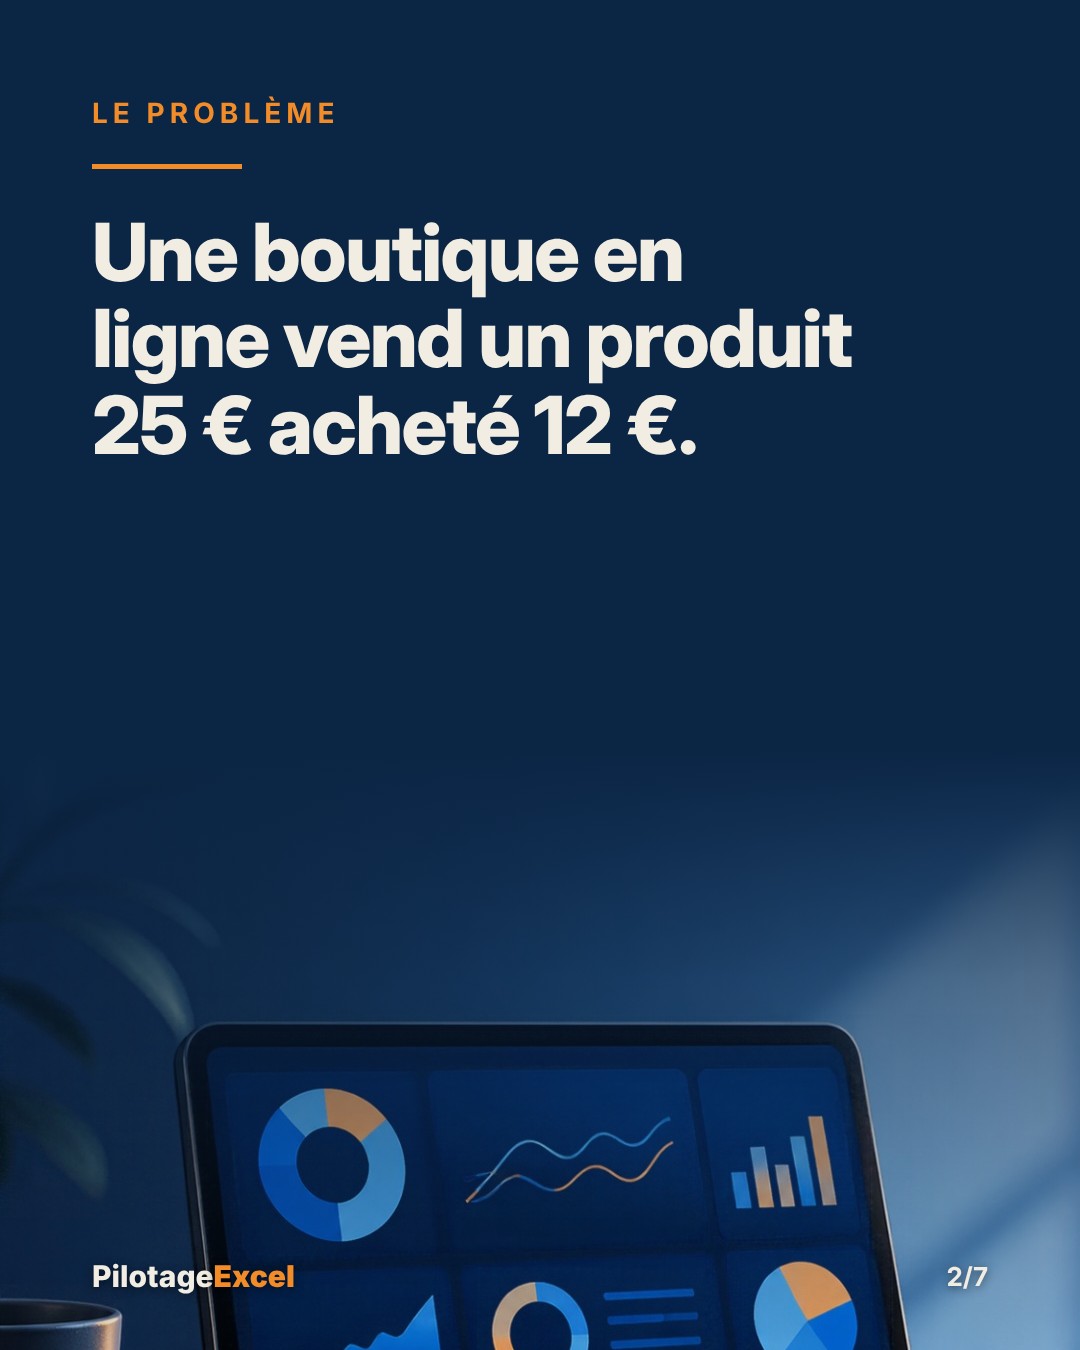 LE PROBLÈME
Une boutique en
ligne vend un produit
25 € acheté 12 €.
PilotageExcel
2/7